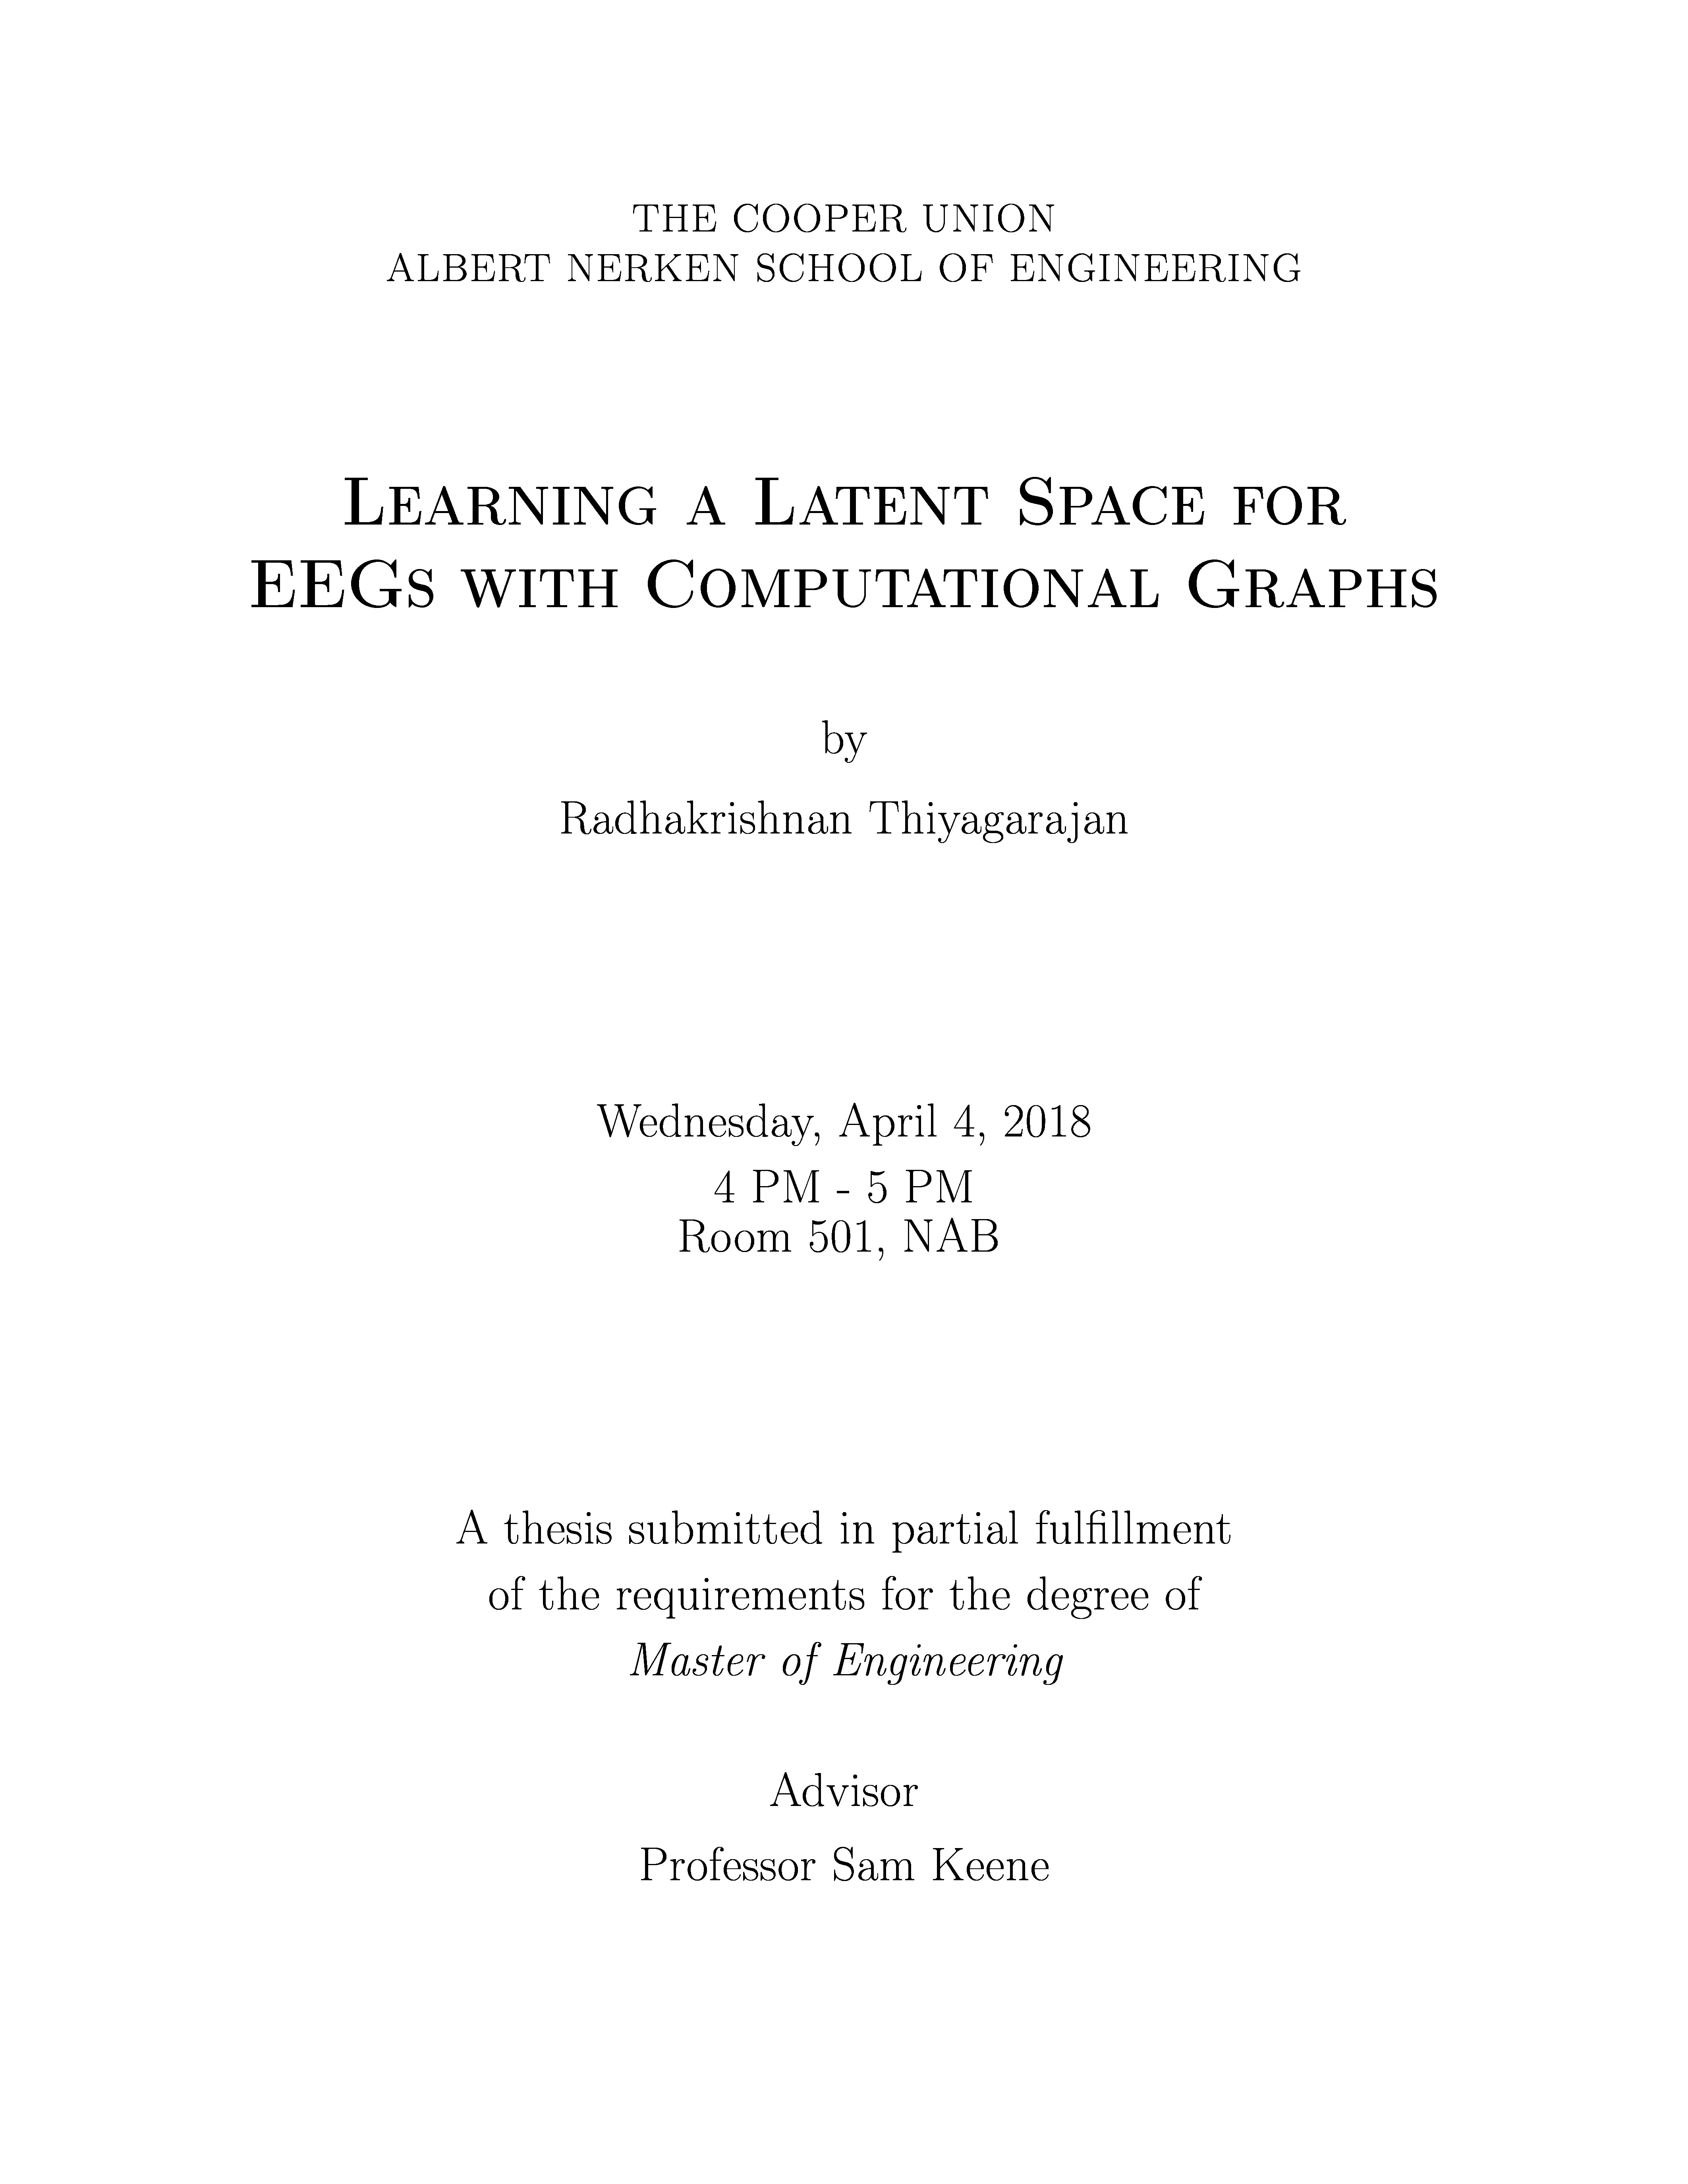 THE COOPER UNION
ALBERT NERKEN SCHOOL OF ENGINEERING
LEARNING A LATENT SPACE FOR
EEGS WITH COMPUTATIONAL GRAPHS
by
Radhakrishnan Thiyagarajan
Wednesday, April 4, 2018
4 PM - 5 PM
Room 501, NAB
A thesis submitted in partial fulfillment
of the requirements for the degree of
Master of Engineering
Advisor
Professor Sam Keene